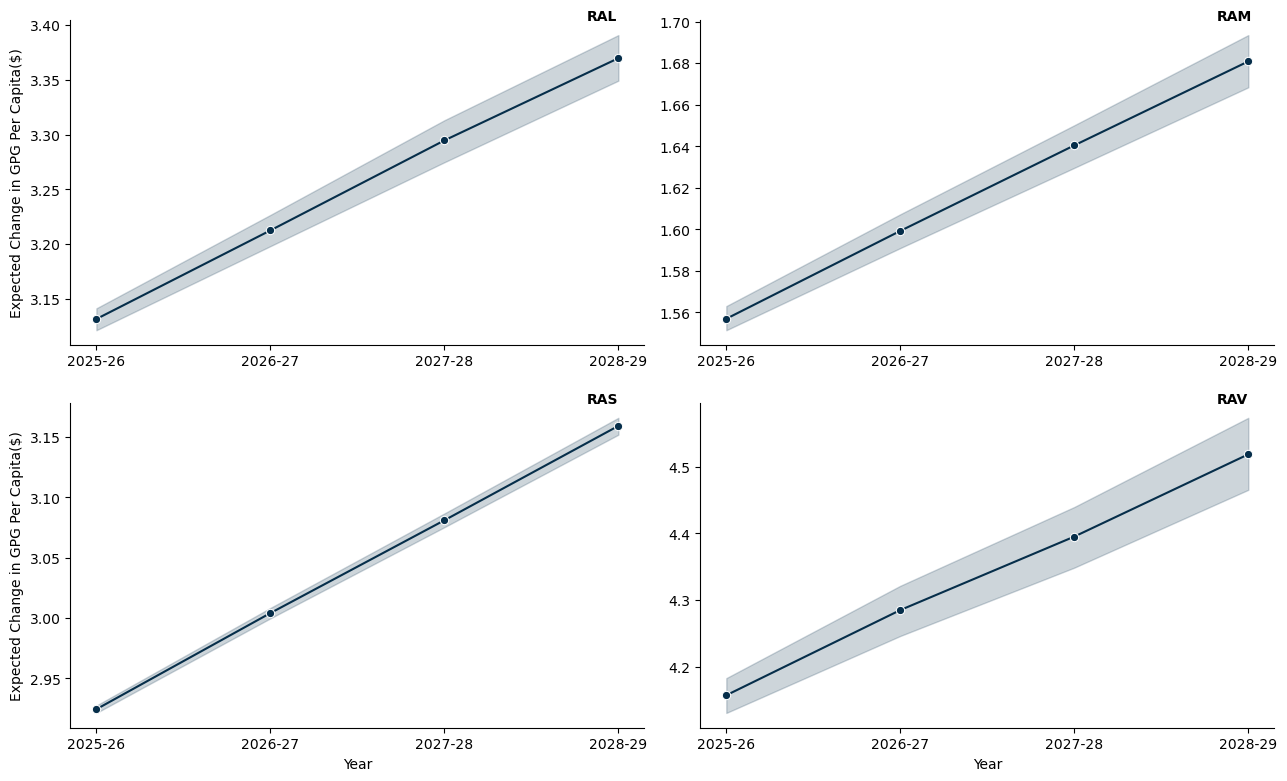 RAL
Expected Change in GPG Per Capita($)
3.40
3.35
3.30
3.25
3.20
3.15
2025-26 2026-27 2027-28 2028-29
RAM
1.70
1.68
1.66
1.64
1.62
1.60
1.58
1.56
2025-26 2026-27 2027-28 2028-29
RAS
Expected Change in GPG Per Capita($)
3.15
3.10
3.05
3.00
2.95
2025-26 2026-27 2027-28 2028-29
Year
RAV
4.5
4.4
4.3
4.2
2025-26 2026-27 2027-28 2028-29
Year